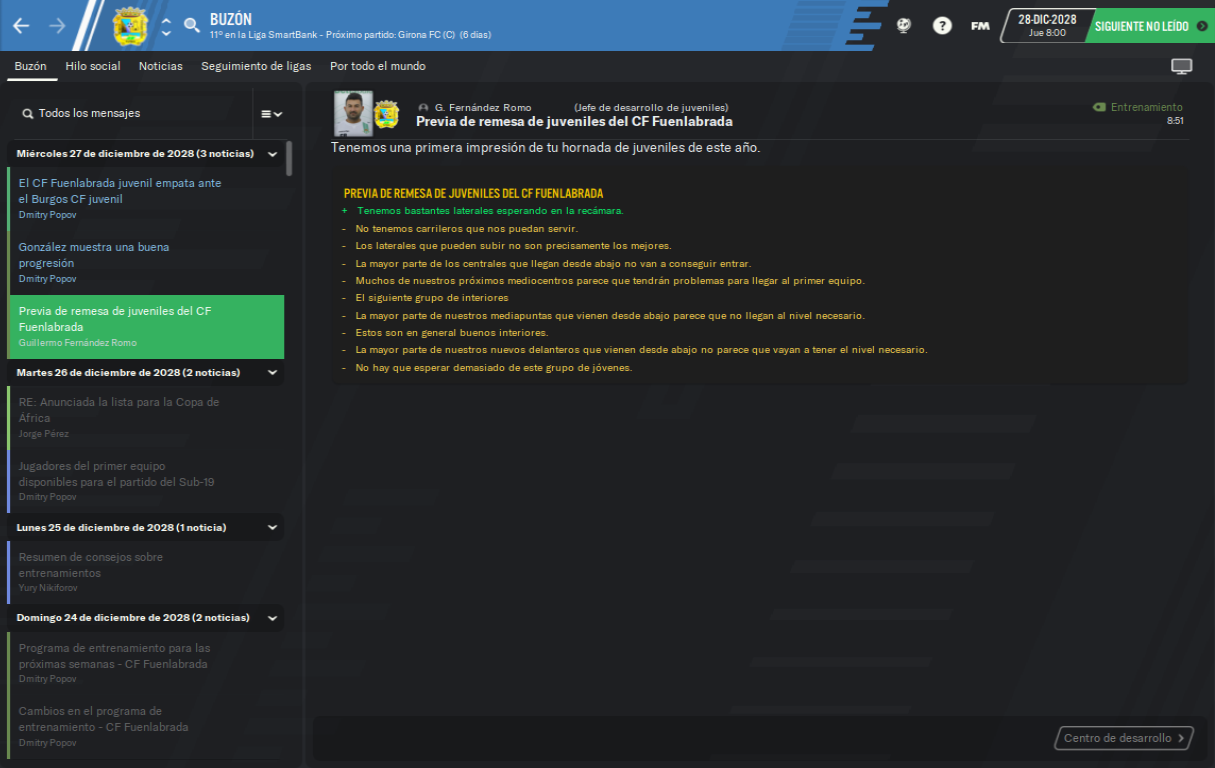 BUZÓN
11º en la Liga SmartBank - Próximo partido: Girona FC (C) (6 días)
?
FM
28-DIC-2028
Jue 8:00
SIGUIENTE NO LEÍDO
Buzón
Hilo social
Noticias
Seguimiento de ligas
Por todo el mundo
Todos los mensajes
Miércoles 27 de diciembre de 2028 (3 noticias)
El CF Fuenlabrada juvenil empata ante
el Burgos CF juvenil
Dmitry Popov
González muestra una buena
progresión
Dmitry Popov
Previa de remesa de juveniles del CF
Fuenlabrada
Guillermo Fernández Romo
Martes 26 de diciembre de 2028 (2 noticias)
RE: Anunciada la lista para la Copa de
África
Jorge Pérez
Jugadores del primer equipo
disponibles para el partido del Sub-19
Dmitry Popov
Lunes 25 de diciembre de 2028 (1 noticia)
Resumen de consejos sobre
entrenamientos
Yury Nikiforov
Domingo 24 de diciembre de 2028 (2 noticias)
Programa de entrenamiento para las
próximas semanas - CF Fuenlabrada
Dmitry Popov
Cambios en el programa de
entrenamiento - CF Fuenlabrada
Dmitry Popov
G. Fernández Romo (Jefe de desarrollo de juveniles)
Previa de remesa de juveniles del CF Fuenlabrada
Entrenamiento
8:51
Tenemos una primera impresión de tu hornada de juveniles de este año.
PREVIA DE REMESA DE JUVENILES DEL CF FUENLABRADA
+ Tenemos bastantes laterales esperando en la recámara.
- No tenemos carrileros que nos puedan servir.
- Los laterales que pueden subir no son precisamente los mejores.
- La mayor parte de los centrales que llegan desde abajo no van a conseguir entrar.
- Muchos de nuestros próximos mediocentros parece que tendrán problemas para llegar al primer equipo.
- El siguiente grupo de interiores
- La mayor parte de nuestros mediapuntas que vienen desde abajo parece que no llegan al nivel necesario.
- Estos son en general buenos interiores.
- La mayor parte de nuestros nuevos delanteros que vienen desde abajo no parece que vayan a tener el nivel necesario.
- No hay que esperar demasiado de este grupo de jóvenes.
Centro de desarrollo